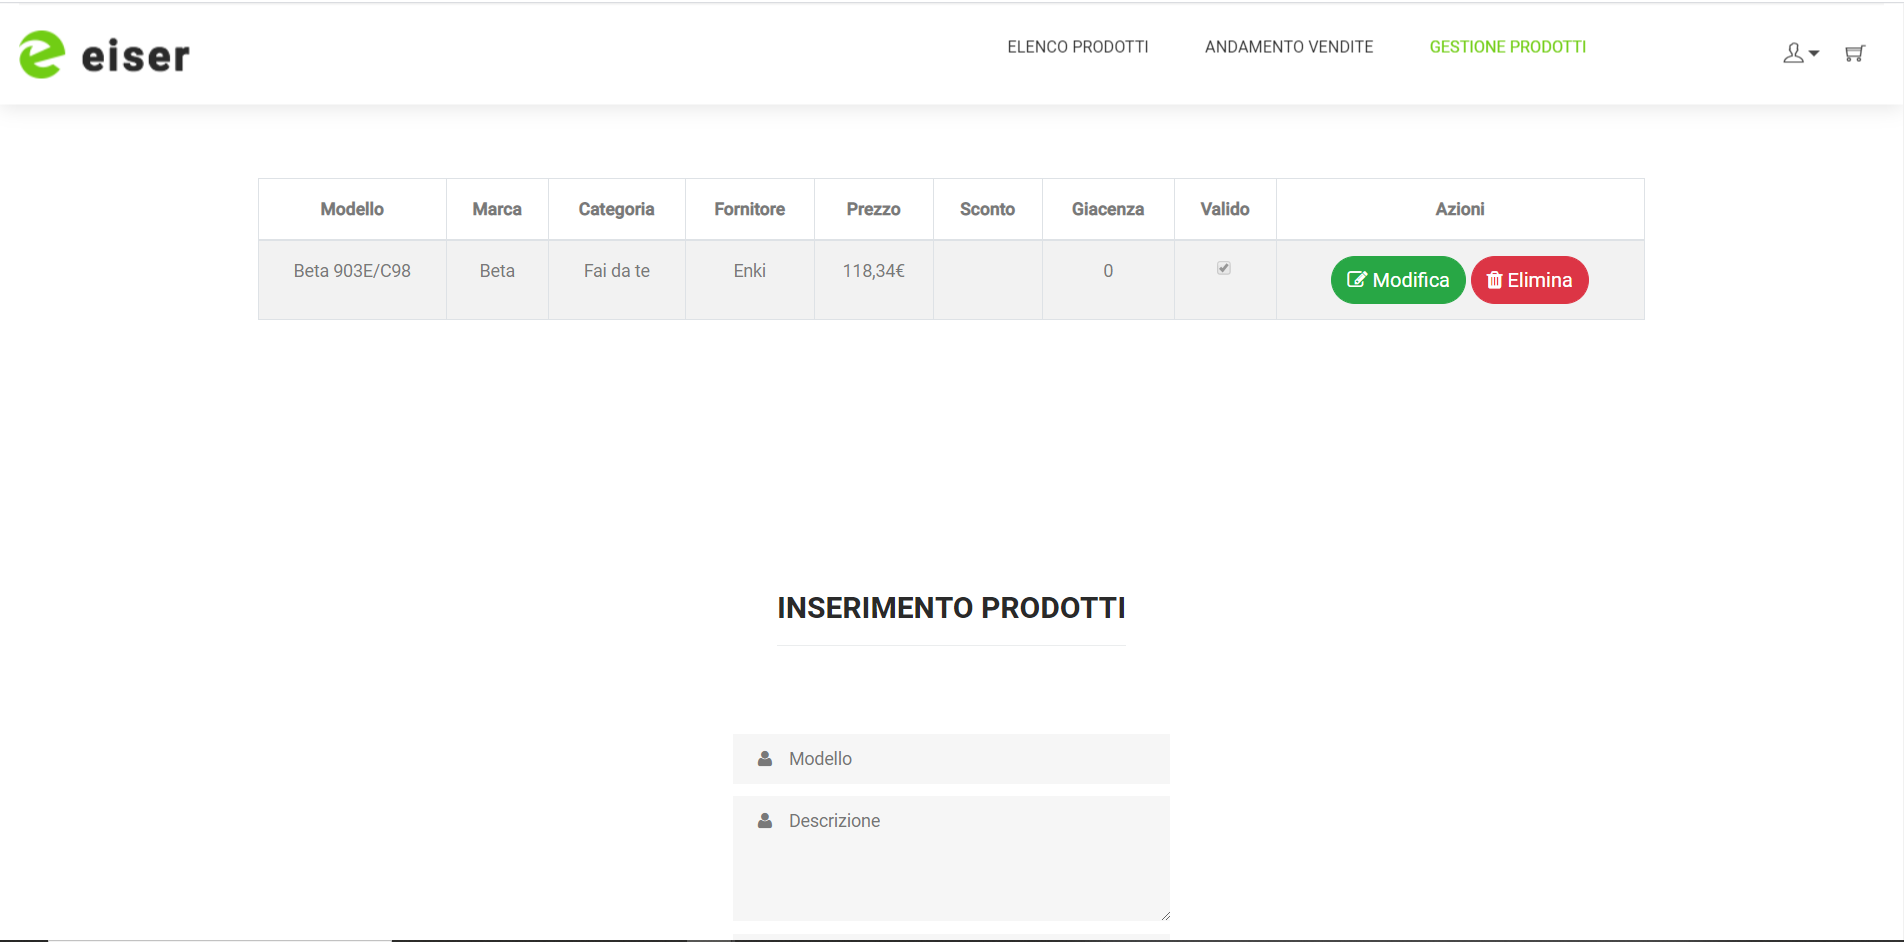 eiser
ELENCO PRODOTTI ANDAMENTO VENDITE GESTIONE PRODOTTI
Modello Marca Categoria Fornitore Prezzo Sconto Giacenza Valido Azioni
Beta 903E/C98 Beta Fai da te Enki 118,34€ 0 Modifica Elimina
INSERIMENTO PRODOTTI
Modello
Descrizione